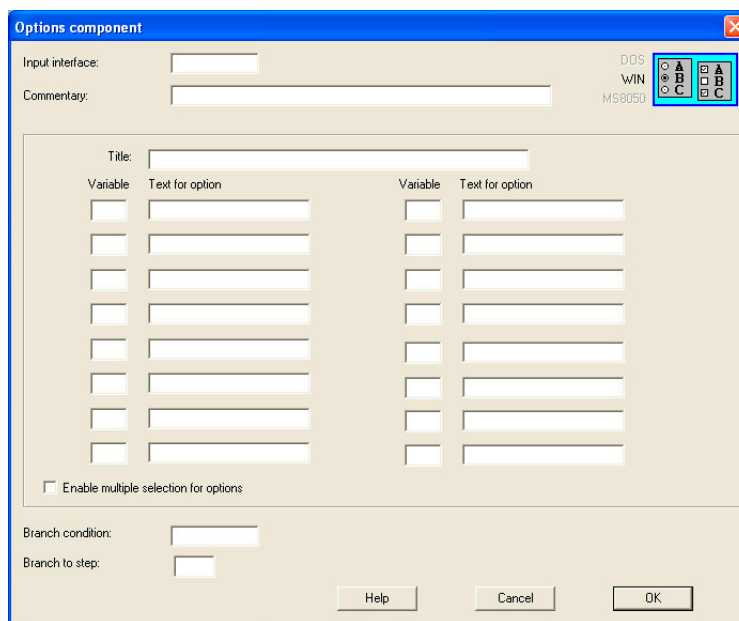 Options component
Input interface:
DOS
WIN
MS8050
A
B
C
A
B
C
Commentary:
Title:
Variable Text for option Variable Text for option
Enable multiple selection for options
Branch condition:
Branch to step:
Help Cancel OK